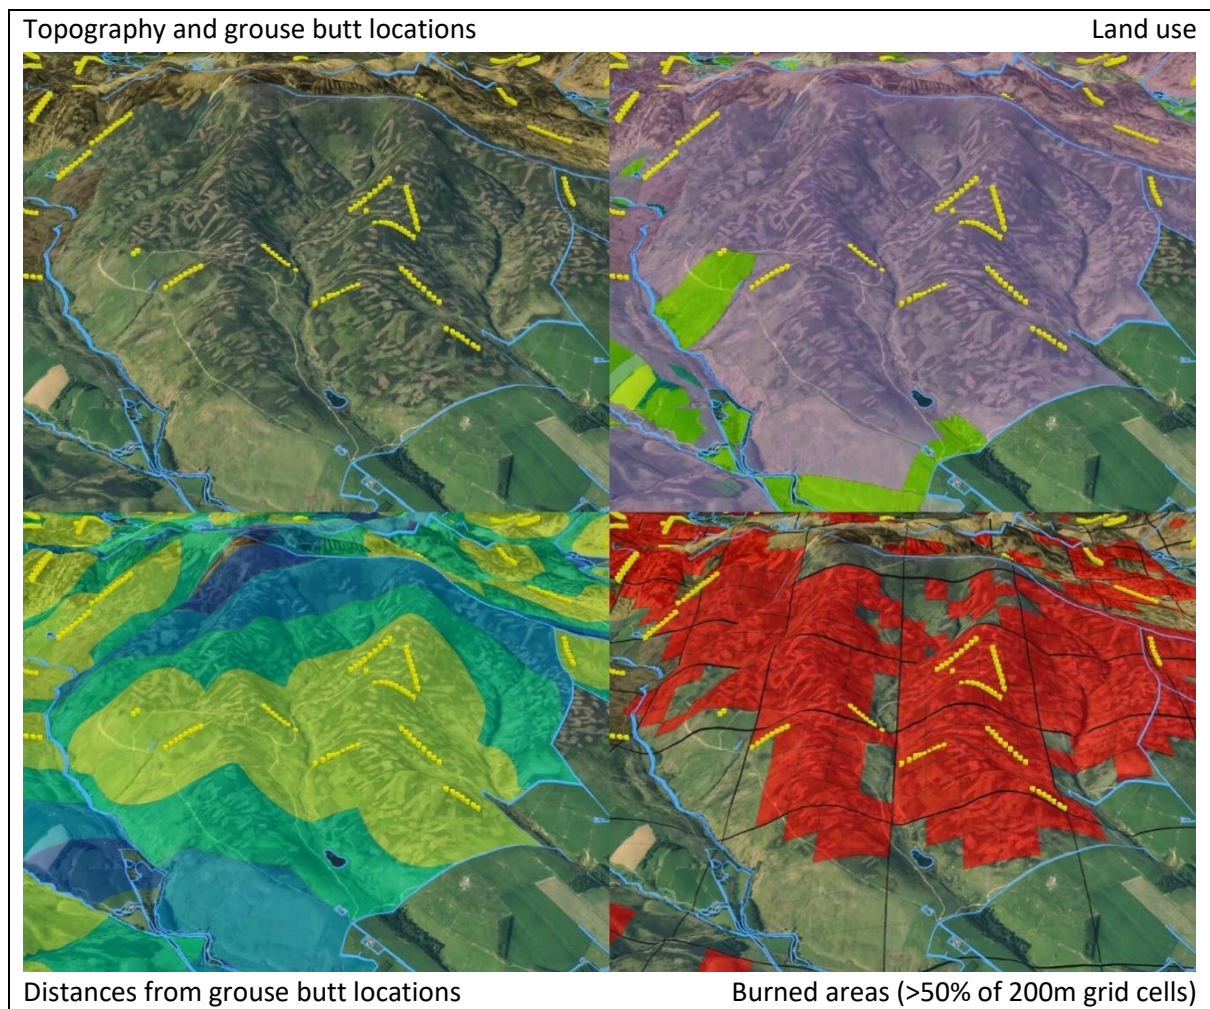 Topography and grouse butt locations
Land use
Distances from grouse butt locations
Burned areas (>50% of 200m grid cells)